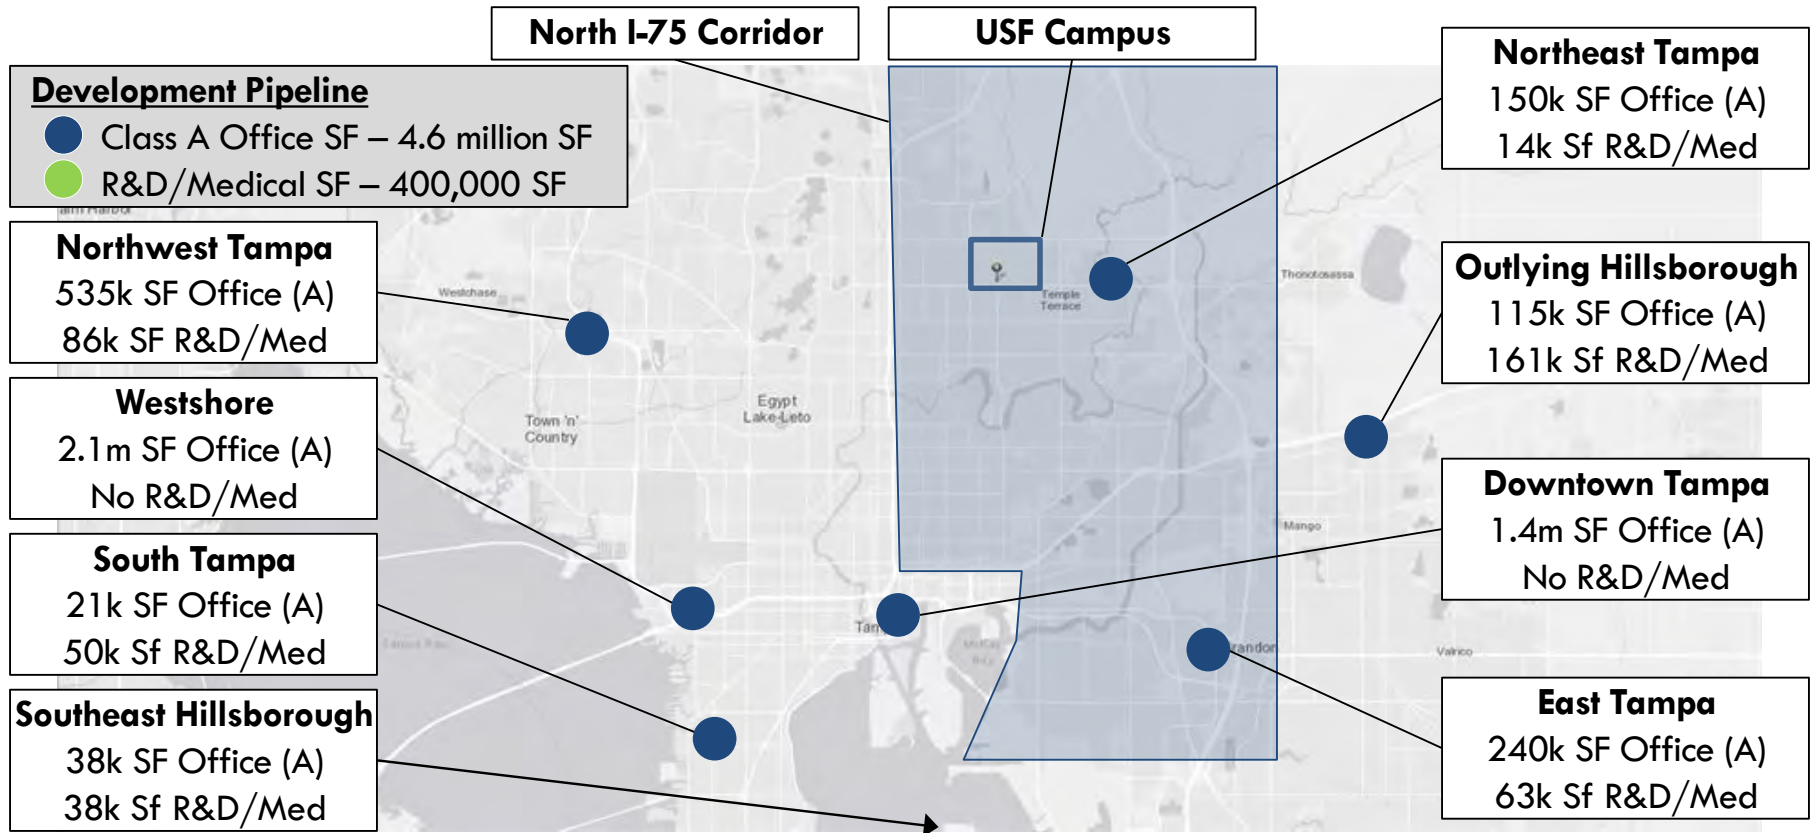 North I-75 Corridor
USF Campus
Development Pipeline
Class A Office SF – 4.6 million SF
R&D/Medical SF – 400,000 SF
Northwest Tampa
535k SF Office (A)
86k SF R&D/Med
Westshore
2.1m SF Office (A)
No R&D/Med
South Tampa
21k SF Office (A)
50k Sf R&D/Med
Southeast Hillsborough
38k SF Office (A)
38k Sf R&D/Med
Northeast Tampa
150k SF Office (A)
14k Sf R&D/Med
Outlying Hillsborough
115k SF Office (A)
161k Sf R&D/Med
Downtown Tampa
1.4m SF Office (A)
No R&D/Med
East Tampa
240k SF Office (A)
63k Sf R&D/Med
Westchase
Town 'n'
Country
Egypt
Lake-Leto
Temple
Terrace
Thonotosassa
Mango
Valrico
randon
Tam